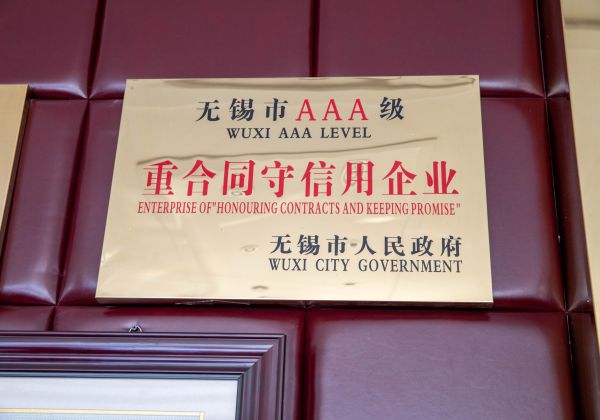 无锡市AAA级
WUXI AAA LEVEL
重合同守信用企业
ENTERPRISE OF"HONOURING CONTRACTS AND KEEPING PROMISE"
无锡市人民政府
WUXI CITY GOVERNMENT